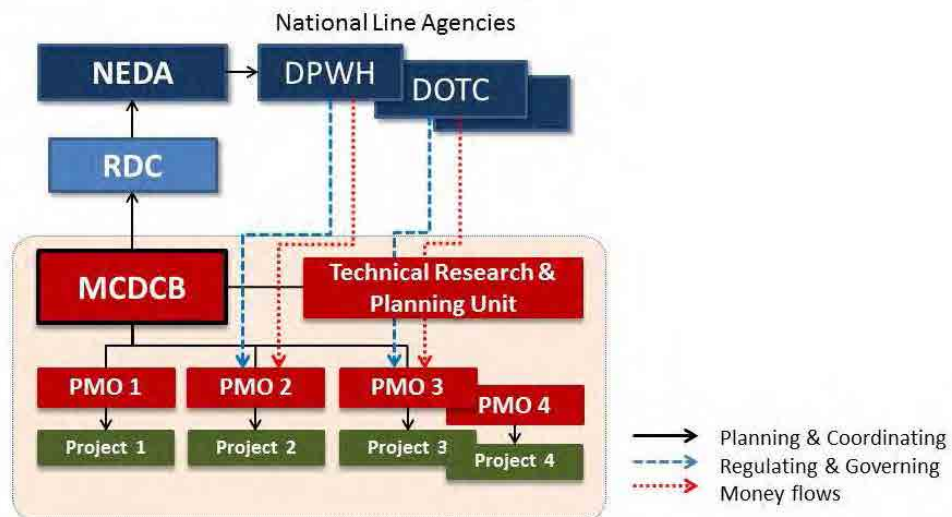 National Line Agencies
NEDA
DPWH
DOTC
RDC
MCDCB
Technical Research &
Planning Unit
PMO 1
PMO 2
PMO 3
PMO 4
Project 1
Project 2
Project 3
Project 4
Planning & Coordinating
Regulating & Governing
Money flows